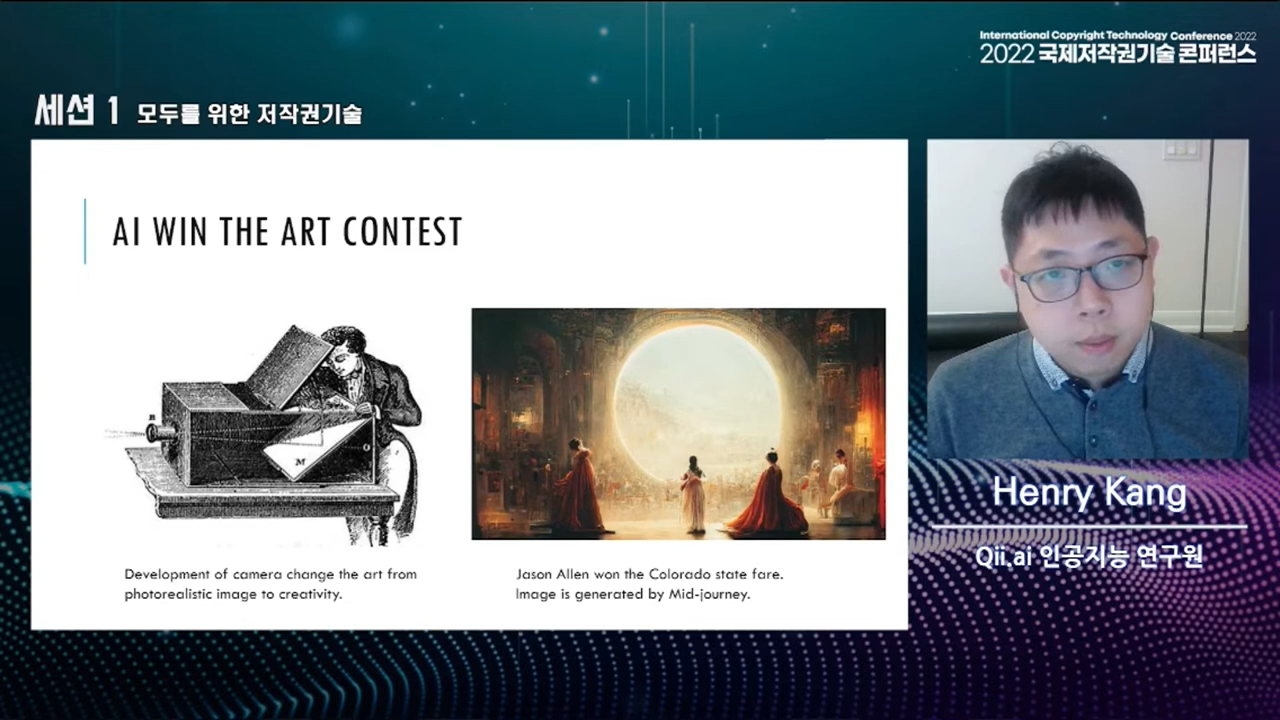 International Copyright Technology Conference 2022
2022 국제저작권기술 콘퍼런스
세션 1 모두를 위한 저작권기술
AI WIN THE ART CONTEST
B
M
O
Development of camera change the art from
photorealistic image to creativity.
Jason Allen won the Colorado state fare.
Image is generated by Mid-journey.
Henry Kang
Qii.ai 인공지능 연구원